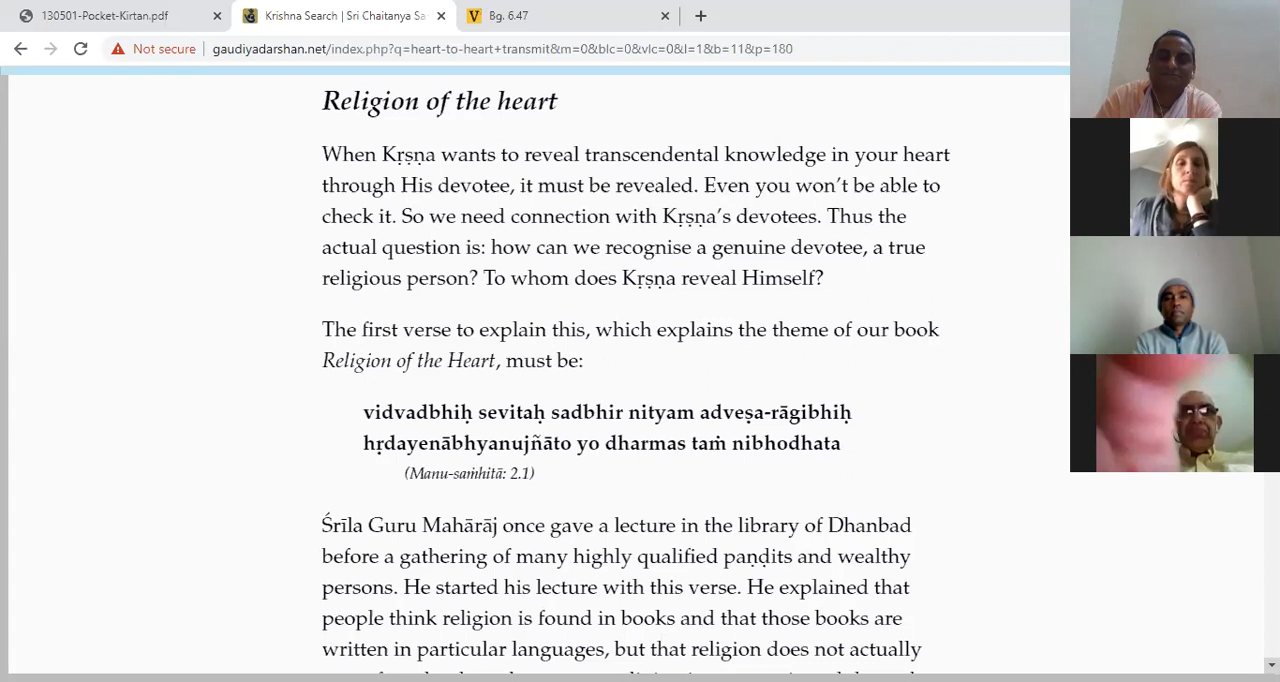 130501-Pocket-Kirtan.pdf
Krishna Search | Sri Chaitanya Sa
Bg. 6.47
Not secure
gaudiyadarshan.net/index.php?q=heart-to-heart+transmit&m=0&blc=0&vlc=0&l=1&b=11&p=180
Religion of the heart
When Kṛṣṇa wants to reveal transcendental knowledge in your heart
through His devotee, it must be revealed. Even you won’t be able to
check it. So we need connection with Kṛṣṇa’s devotees. Thus the
actual question is: how can we recognise a genuine devotee, a true
religious person? To whom does Kṛṣṇa reveal Himself?
The first verse to explain this, which explains the theme of our book
Religion of the Heart, must be:
vidvadbhiḥ sevitaḥ sadbhir nityam adveṣa-rāgibhiḥ
hṛdayenābhyanujñāto yo dharmas taṁ nibhodhata
(Manu-saṁhitā: 2.1)
Śrīla Guru Mahārāj once gave a lecture in the library of Dhanbad
before a gathering of many highly qualified paṇḍits and wealthy
persons. He started his lecture with this verse. He explained that
people think religion is found in books and that those books are
written in particular languages, but that religion does not actually